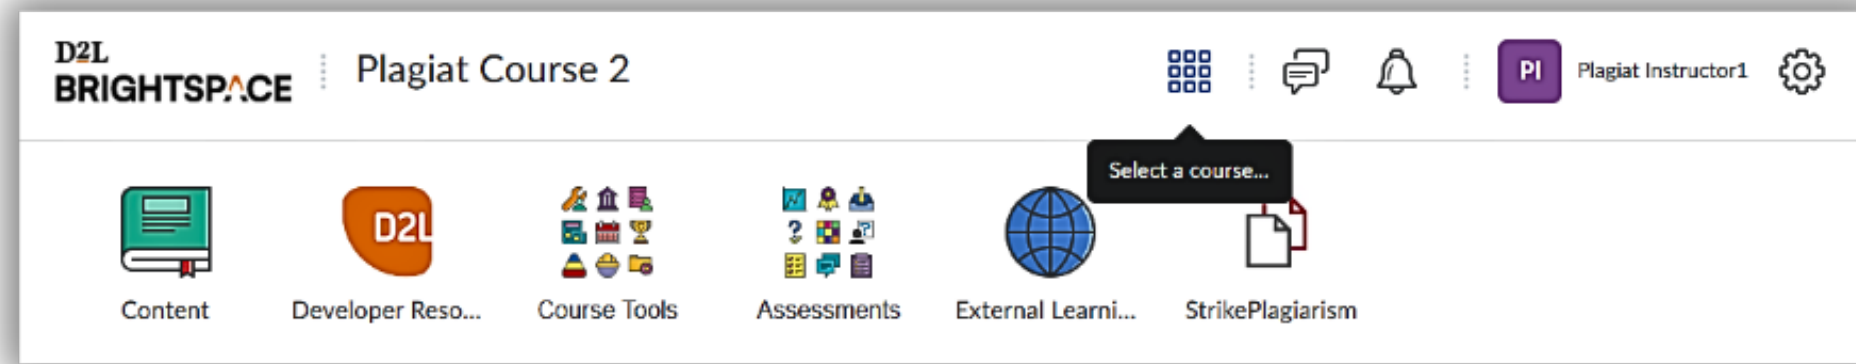 D2L
BRIGHTSPACE
Plagiat Course 2
PI
Plagiat Instructor1
Select a course...
D2L
Content
Developer Reso...
Course Tools
Assessments
External Learni...
StrikePlagiarism